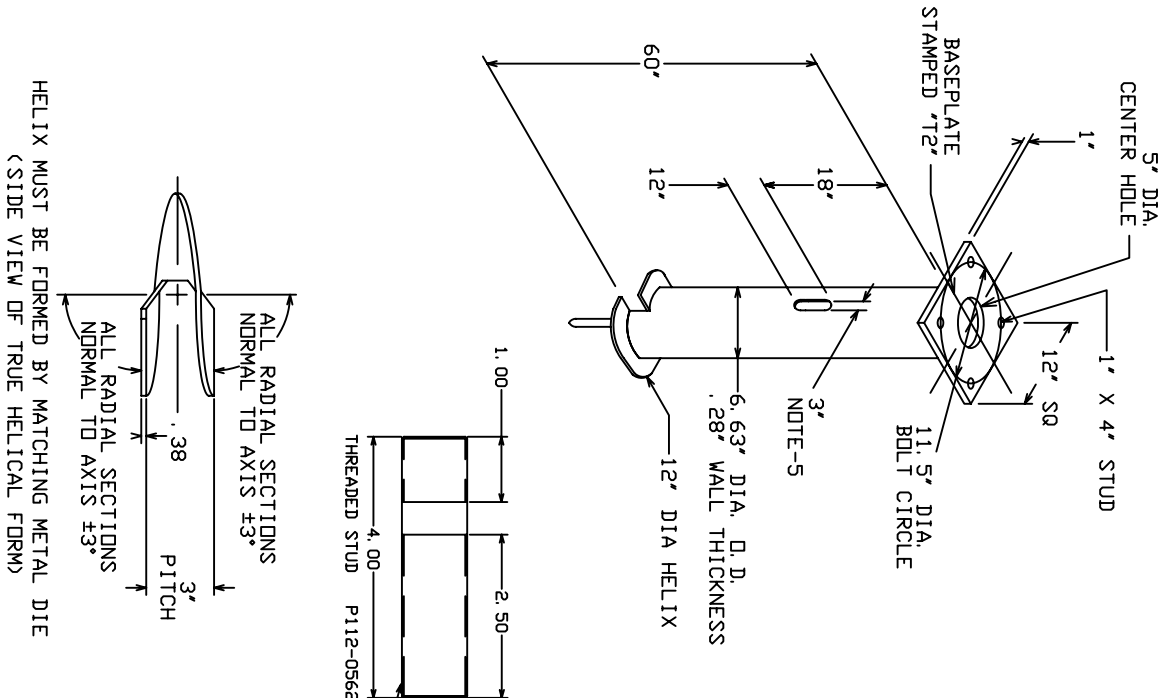 5" DIA.
CENTER HOLE
1" X 4" STUD
1"
BASEPLATE
STAMPED "T2"
12" SQ
11.5" DIA.
BOLT CIRCLE
60"
18"
12"
3"
NOTE-5
6.63" DIA. O.D.
.28" WALL THICKNESS
12" DIA HELIX
1.00
2.50
4.00
THREADED STUD P112-0562
ALL RADIAL SECTIONS
NORMAL TO AXIS ±3°
.38
ALL RADIAL SECTIONS
NORMAL TO AXIS ±3°
3"
PITCH
HELIX MUST BE FORMED BY MATCHING METAL DIE
(SIDE VIEW OF TRUE HELICAL FORM)